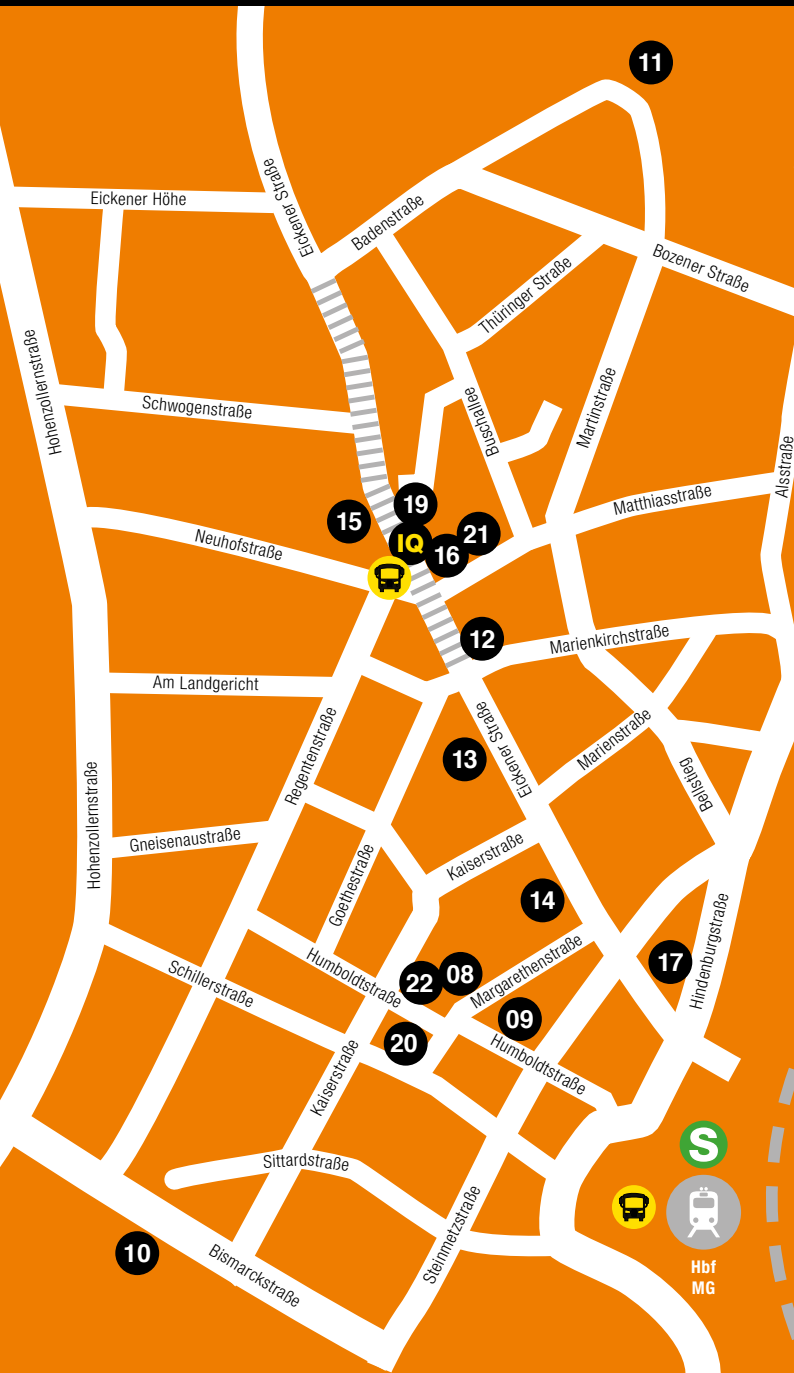 11
Eickener Straße
Eickener Höhe
Badenstraße
Bozener Straße
Thüringer Straße
Hohenzollernstraße
Schwogenstraße
Martinstraße
Buschallee
Alsstraße
Matthiasstraße
19
15
21
IQ
16
Neuhofstraße
12
Marienkirchstraße
Am Landgericht
Eickener Straße
Regentenstraße
13
Marienstraße
Bellstieg
Hohenzollernstraße
Gneisenaustraße
Kaiserstraße
Goethestraße
14
Hindenburgstraße
Humboldtstraße
Margarethenstraße
17
Schillerstraße
22
08
09
20
Humboldtstraße
Kaiserstraße
S
Sittardstraße
Steinmetzstraße
10
Bismarckstraße
Hbf
MG